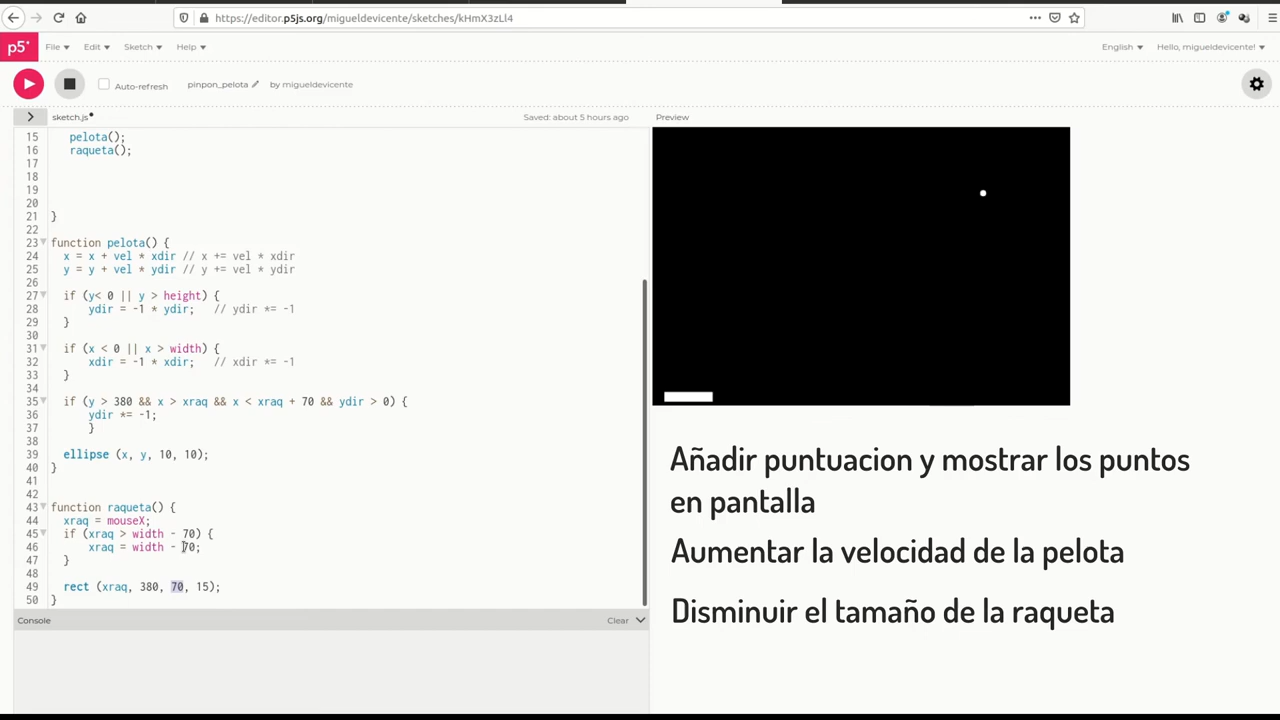 https://editor.p5js.org/migueldevicente/sketches/kHmX3zLl4
p5* File Edit Sketch Help English Hello, migueldevicente!
Auto-refresh pinpon_pelota by migueldevicente
> sketch.js• Saved: about 5 hours ago Preview
15 pelota();
16 raqueta();
17
18
19
20
21 }
22
23 function pelota() {
24 x = x + vel * xdir // x += vel * xdir
25 y = y + vel * ydir // y += vel * ydir
26
27 if (y< 0 || y > height) {
28 ydir = -1 * ydir; // ydir *= -1
29 }
30
31 if (x < 0 || x > width) {
32 xdir = -1 * xdir; // xdir *= -1
33 }
34
35 if (y > 380 && x > xraq && x < xraq + 70 && ydir > 0) {
36 ydir *= -1;
37 }
38
39 ellipse (x, y, 10, 10);
40 }
41
42
43 function raqueta() {
44 xraq = mouseX;
45 if (xraq > width - 70) {
46 xraq = width - 70;
47 }
48
49 rect (xraq, 380, 70, 15);
50 }
Console Clear
Añadir puntuacion y mostrar los puntos
en pantalla
Aumentar la velocidad de la pelota
Disminuir el tamaño de la raqueta